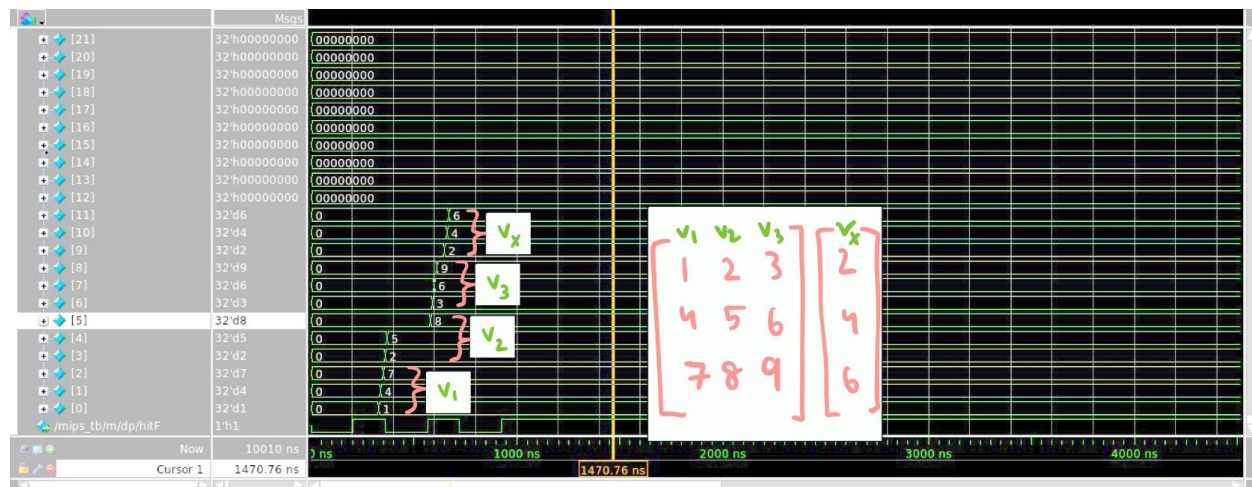 Msgs
[21] 32'h00000000 00000000
[20] 32'h00000000 00000000
[19] 32'h00000000 00000000
[18] 32'h00000000 00000000
[17] 32'h00000000 00000000
[16] 32'h00000000 00000000
[15] 32'h00000000 00000000
[14] 32'h00000000 00000000
[13] 32'h00000000 00000000
[12] 32'h00000000 00000000
[11] 32'd6 0 6
[10] 32'd4 0 4
[9] 32'd2 0 2
Vx
[8] 32'd9 0 9
[7] 32'd6 0 6
[6] 32'd3 0 3
V3
[5] 32'd8 0 8
[4] 32'd5 0 5
[3] 32'd2 0 2
V2
[2] 32'd7 0 7
[1] 32'd4 0 4
[0] 32'd1 0 1
V1
/mips_tb/m/dp/hitF 1'h1
V1 V2 V3 Vx
1 2 3 2
4 5 6 4
7 8 9 6
Now 10010 ns
0 ns 1000 ns 2000 ns 3000 ns 4000 ns
Cursor 1 1470.76 ns 1470.76 ns